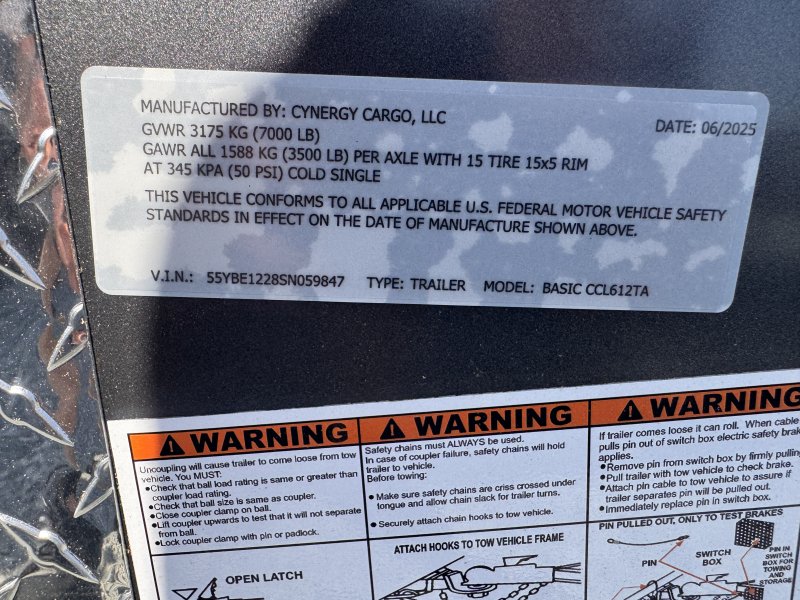 MANUFACTURED BY: CYNERGY CARGO, LLC
DATE: 06/2025
GVWR 3175 KG (7000 LB)
GAWR ALL 1588 KG (3500 LB) PER AXLE WITH 15 TIRE 15x5 RIM
AT 345 KPA (50 PSI) COLD SINGLE
THIS VEHICLE CONFORMS TO ALL APPLICABLE U.S. FEDERAL MOTOR VEHICLE SAFETY
STANDARDS IN EFFECT ON THE DATE OF MANUFACTURE SHOWN ABOVE.
V.I.N.: 55YBE1228SN059847 TYPE: TRAILER MODEL: BASIC CCL612TA
WARNING
Uncoupling will cause trailer to come loose from tow
vehicle. You MUST:
●Check that ball load rating is same or greater than
coupler load rating.
●Check that ball size is same as coupler.
●Close coupler clamp on ball.
●Lift coupler upwards to test that it will not separate
from ball.
●Lock coupler clamp with pin or padlock.
OPEN LATCH
WARNING
Safety chains must ALWAYS be used.
In case of coupler failure, safety chains will hold
trailer to vehicle.
Before towing:
● Make sure safety chains are criss crossed under
tongue and allow chain slack for trailer turns.
● Securely attach chain hooks to tow vehicle.
ATTACH HOOKS TO TOW VEHICLE FRAME
WARNING
If trailer comes loose it can roll. When cable
pulls pin out of switch box electric safety brak
applies.
●Remove pin from switch box by firmly pulling
●Pull trailer with tow vehicle to check brake.
●Attach pin cable to tow vehicle to assure if
trailer separates pin will be pulled out.
●Immediately replace pin in switch box.
PIN PULLED OUT, ONLY TO TEST BRAKES
PIN
SWITCH
BOX
PIN IN
SWITCH
BOX FOR
TOWING
AND
STORAGE